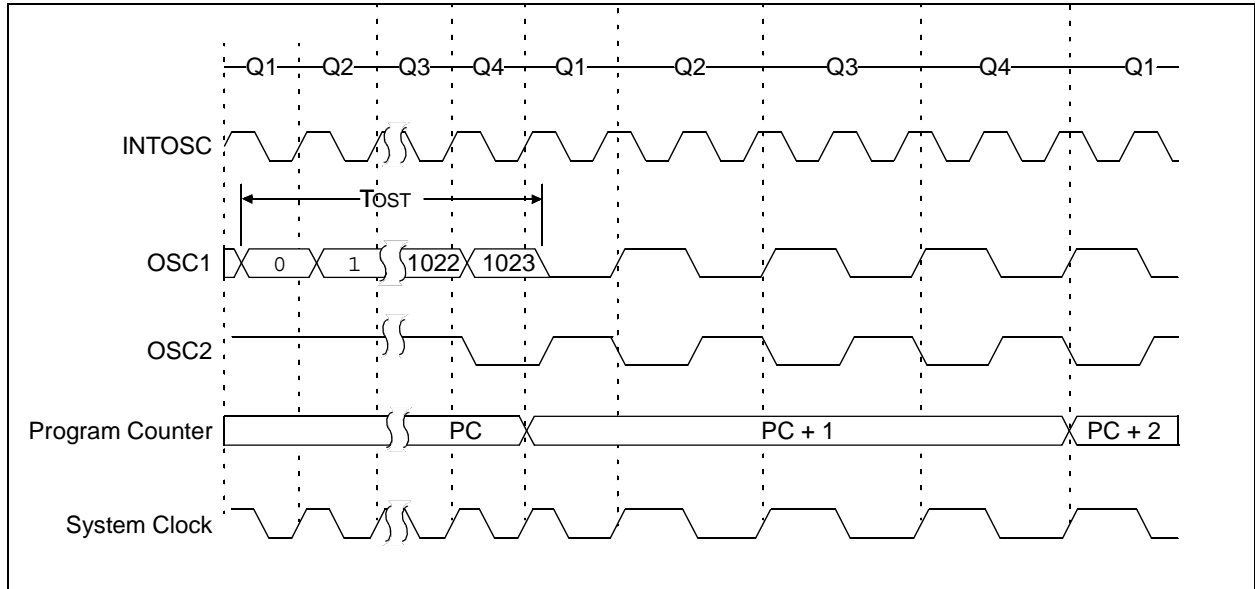 Q1 Q2 Q3 Q4 Q1 Q2 Q3 Q4 Q1
INTOSC
TOST
OSC1 0 1 1022 1023
OSC2
Program Counter PC PC + 1 PC + 2
System Clock